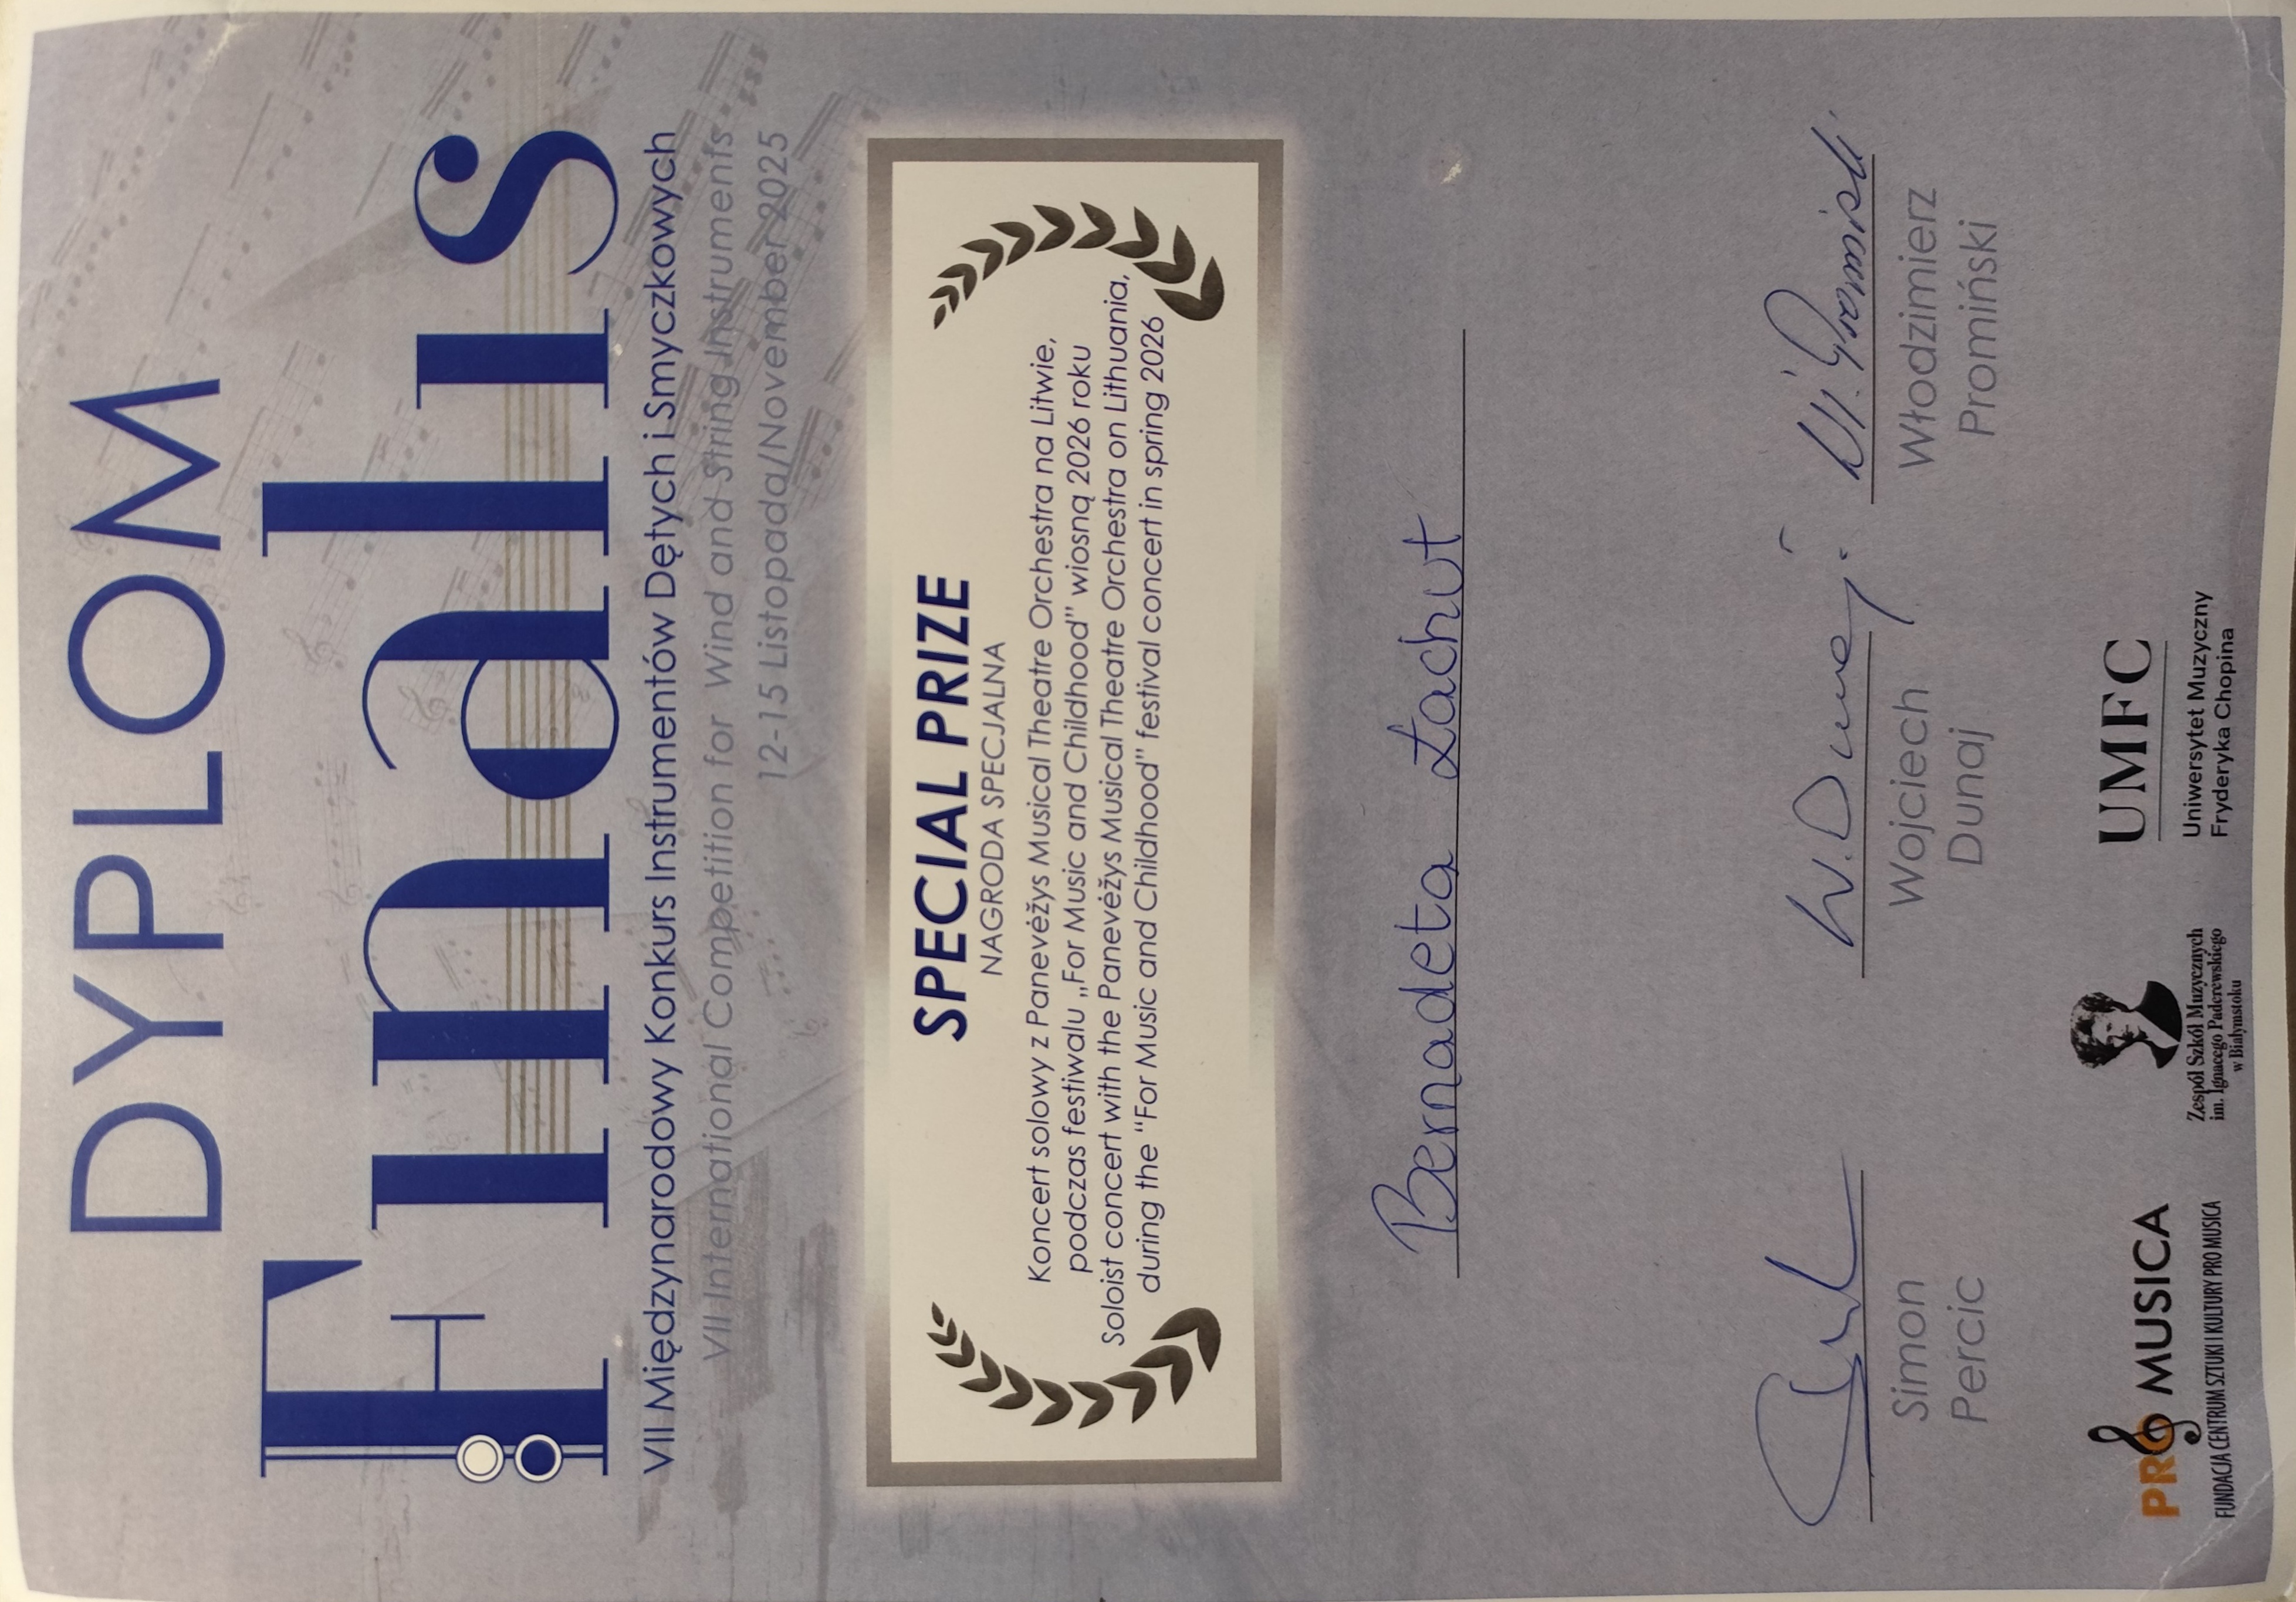 DYPLOM
Finalis
VII Międzynarodowy Konkurs Instrumentów Dętych i Smyczkowych
VII International Competition for Wind and String Instruments
12-15 Listopada/November 2025
SPECIAL PRIZE
NAGRODA SPECJALNA
Koncert solowy z Panevėžys Musical Theatre Orchestra na Litwie,
podczas festiwalu „For Music and Childhood" wiosną 2026 roku
Soloist concert with the Panevėžys Musical Theatre Orchestra on Lithuania,
during the "For Music and Childhood" festival concert in spring 2026
Bernadeta Łachut
W. Dunaj
Wł. Promiński
Simon
Percic
Wojciech
Dunaj
Włodzimierz
Promiński
PRO MUSICA
FUNDACJA CENTRUM SZTUKI I KULTURY PRO MUSICA
Zespół Szkół Muzycznych
im. Ignacego Paderewskiego
w Białymstoku
UMFC
Uniwersytet Muzyczny
Fryderyka Chopina